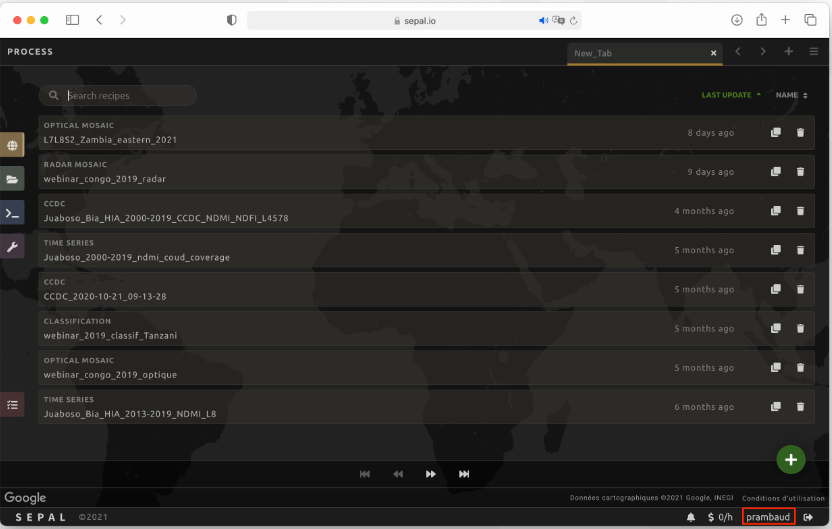 sepal.io
PROCESS
New_Tab
Search recipes
LAST UPDATE NAME
OPTICAL MOSAIC
L7L8S2_Zambia_eastern_2021
8 days ago
RADAR MOSAIC
webinar_congo_2019_radar
9 days ago
CCDC
Juaboso_Bia_HIA_2000-2019_CCDC_NDMI_NDFI_L4578
4 months ago
TIME SERIES
Juaboso_2000-2019_ndmi_coud_coverage
5 months ago
CCDC
CCDC_2020-10-21_09-13-28
5 months ago
CLASSIFICATION
webinar_2019_classif_Tanzani
5 months ago
OPTICAL MOSAIC
webinar_congo_2019_optique
5 months ago
TIME SERIES
Juaboso_Bia_HIA_2013-2019_NDMI_L8
6 months ago
Google
Données cartographiques ©2021 Google, INEGI Conditions d'utilisation
SEPAL ©2021
$ 0/h prambaud